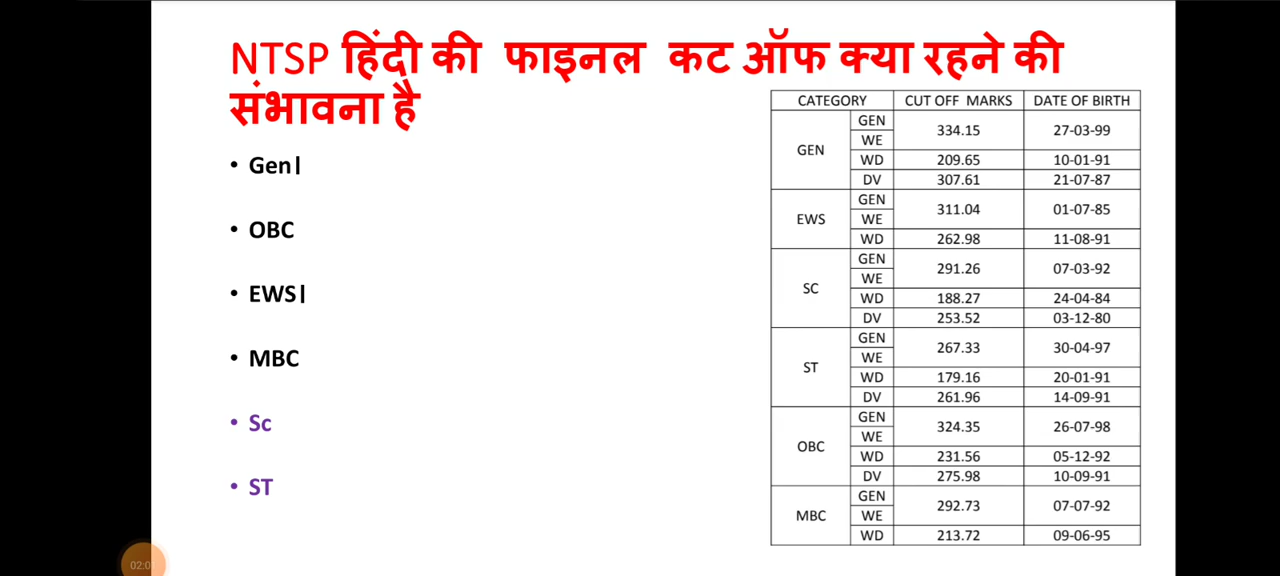 NTSP हिंदी की फाइनल कट ऑफ क्या रहने की
संभावना है
• Gen|
• OBC
• EWS|
• MBC
• Sc
• ST
CATEGORY CUT OFF MARKS DATE OF BIRTH
GEN GEN 334.15 27-03-99
WE
WD 209.65 10-01-91
DV 307.61 21-07-87
EWS GEN 311.04 01-07-85
WE
WD 262.98 11-08-91
SC GEN 291.26 07-03-92
WE
WD 188.27 24-04-84
DV 253.52 03-12-80
ST GEN 267.33 30-04-97
WE
WD 179.16 20-01-91
DV 261.96 14-09-91
OBC GEN 324.35 26-07-98
WE
WD 231.56 05-12-92
DV 275.98 10-09-91
MBC GEN 292.73 07-07-92
WE
WD 213.72 09-06-95